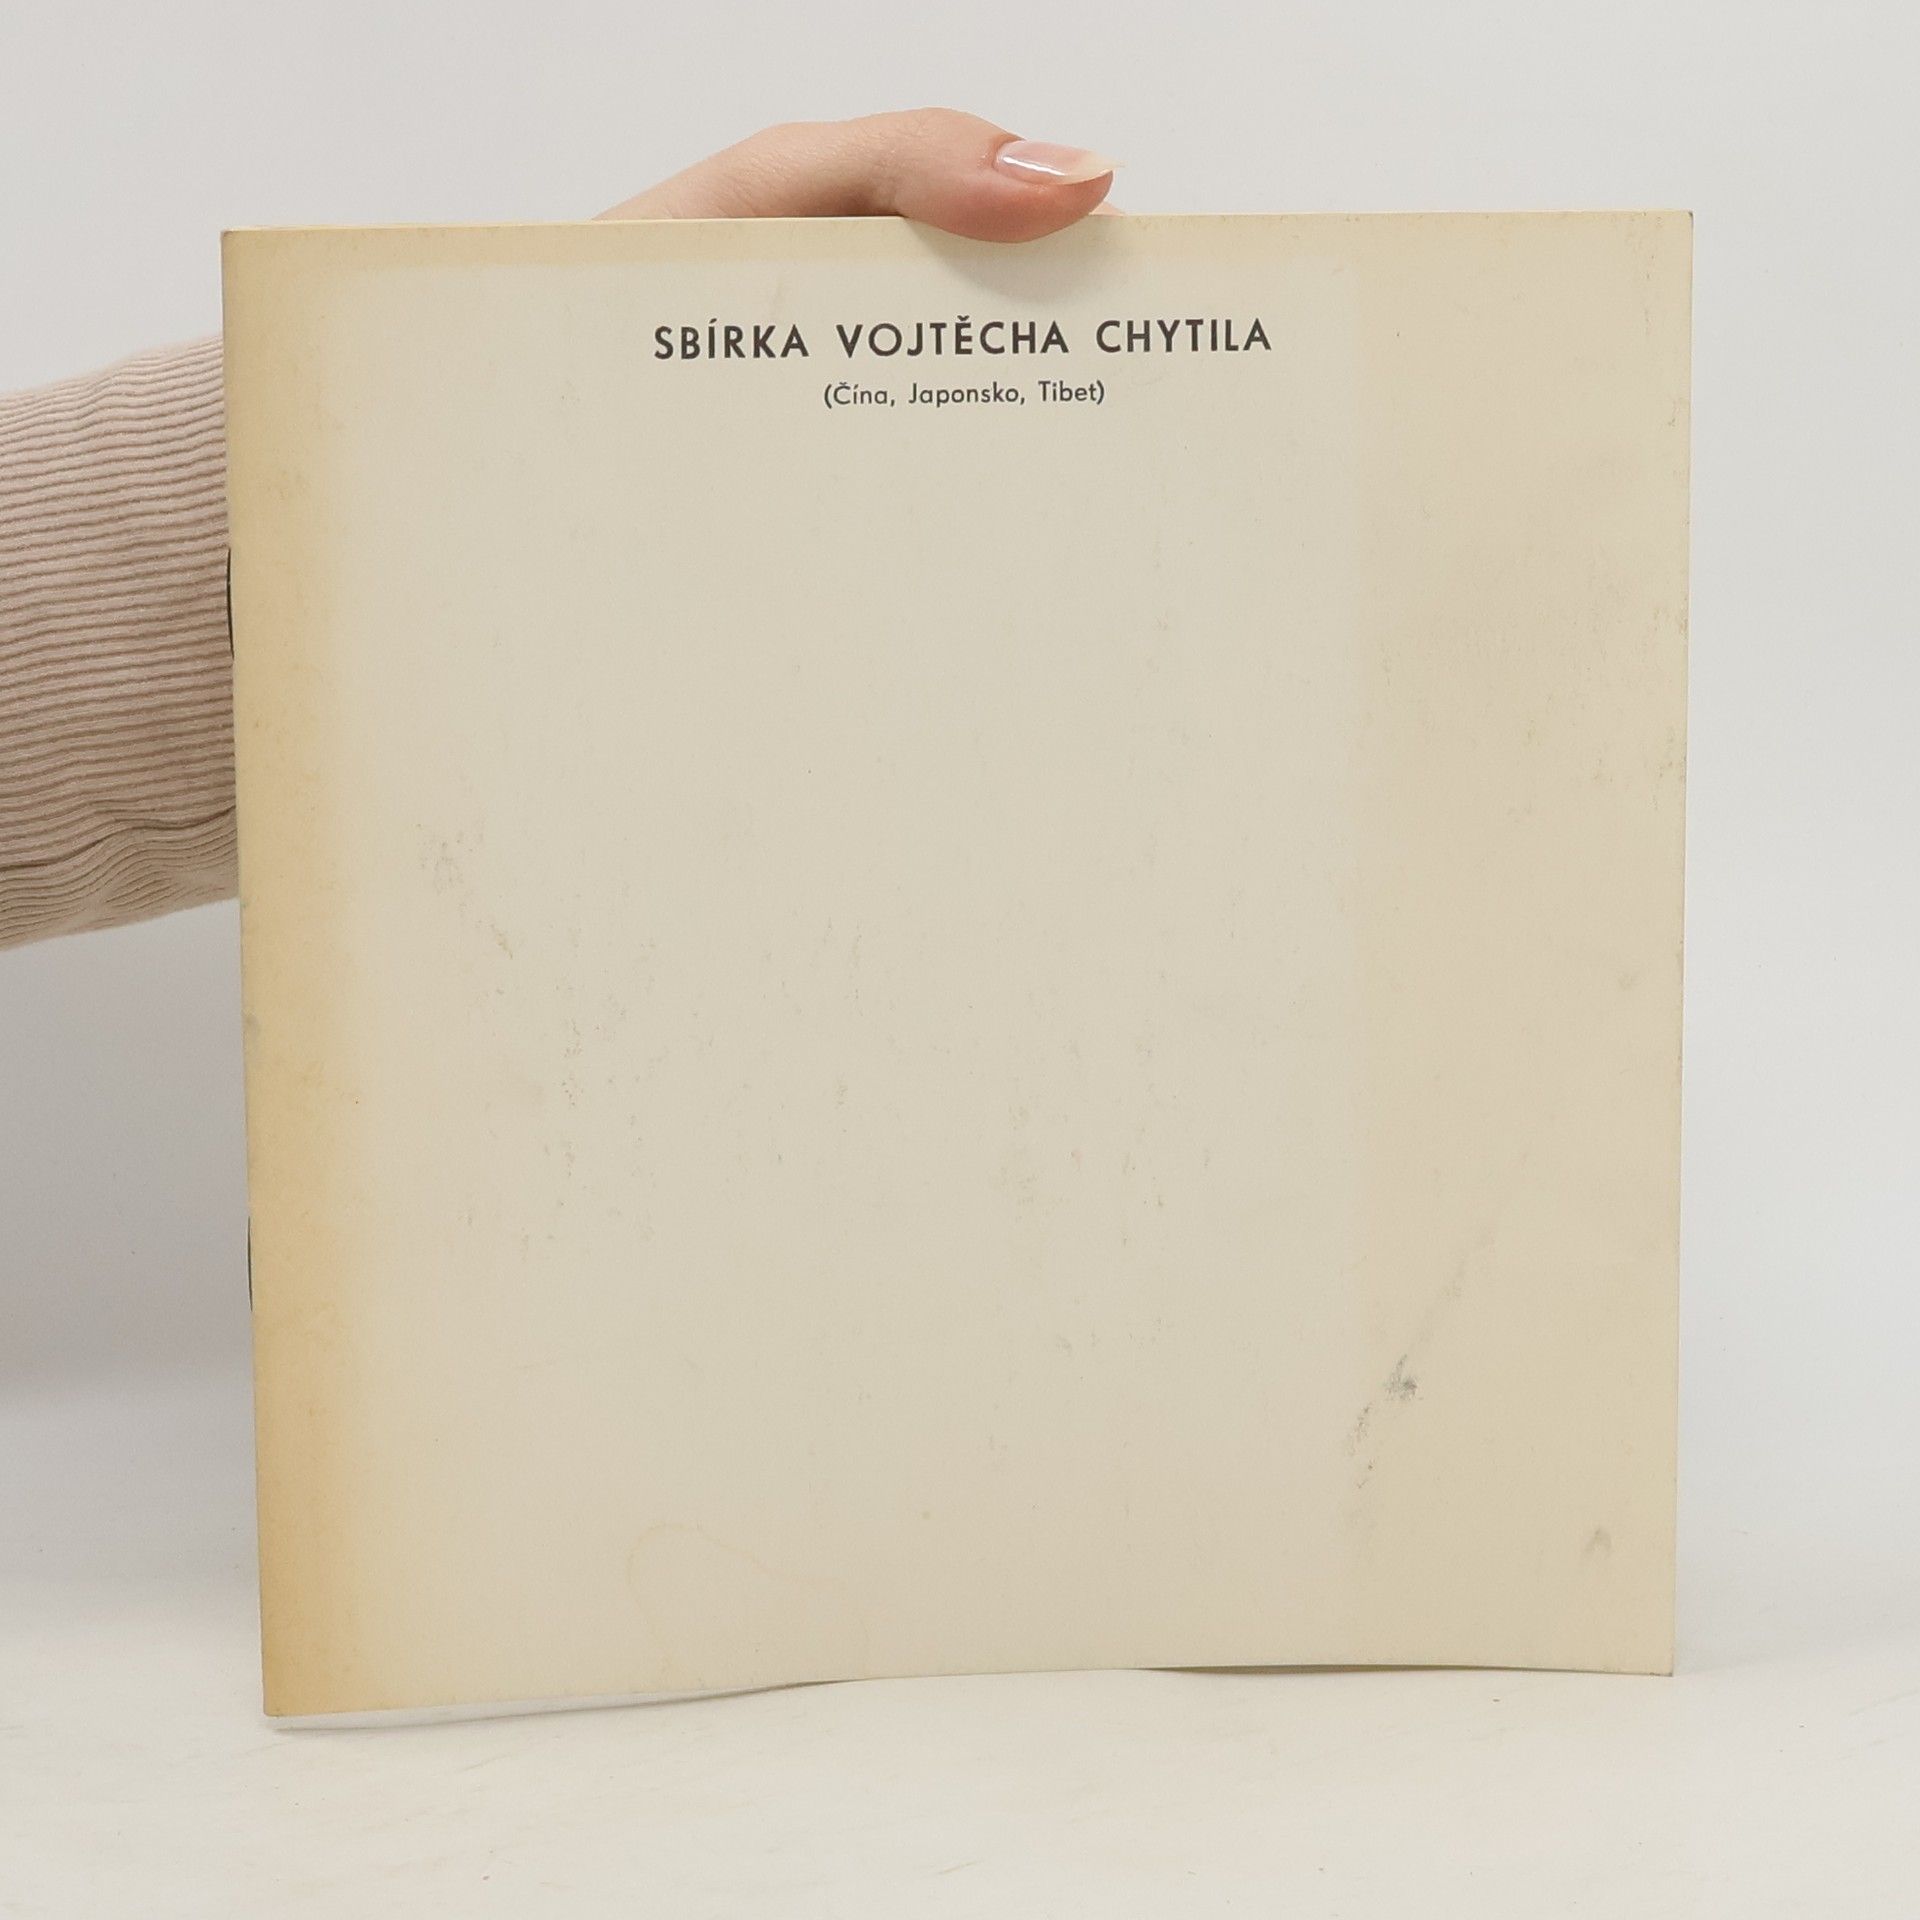 SBÍRKA VOJTĚCHA CHYTILA
(Čína, Japonsko, Tibet)